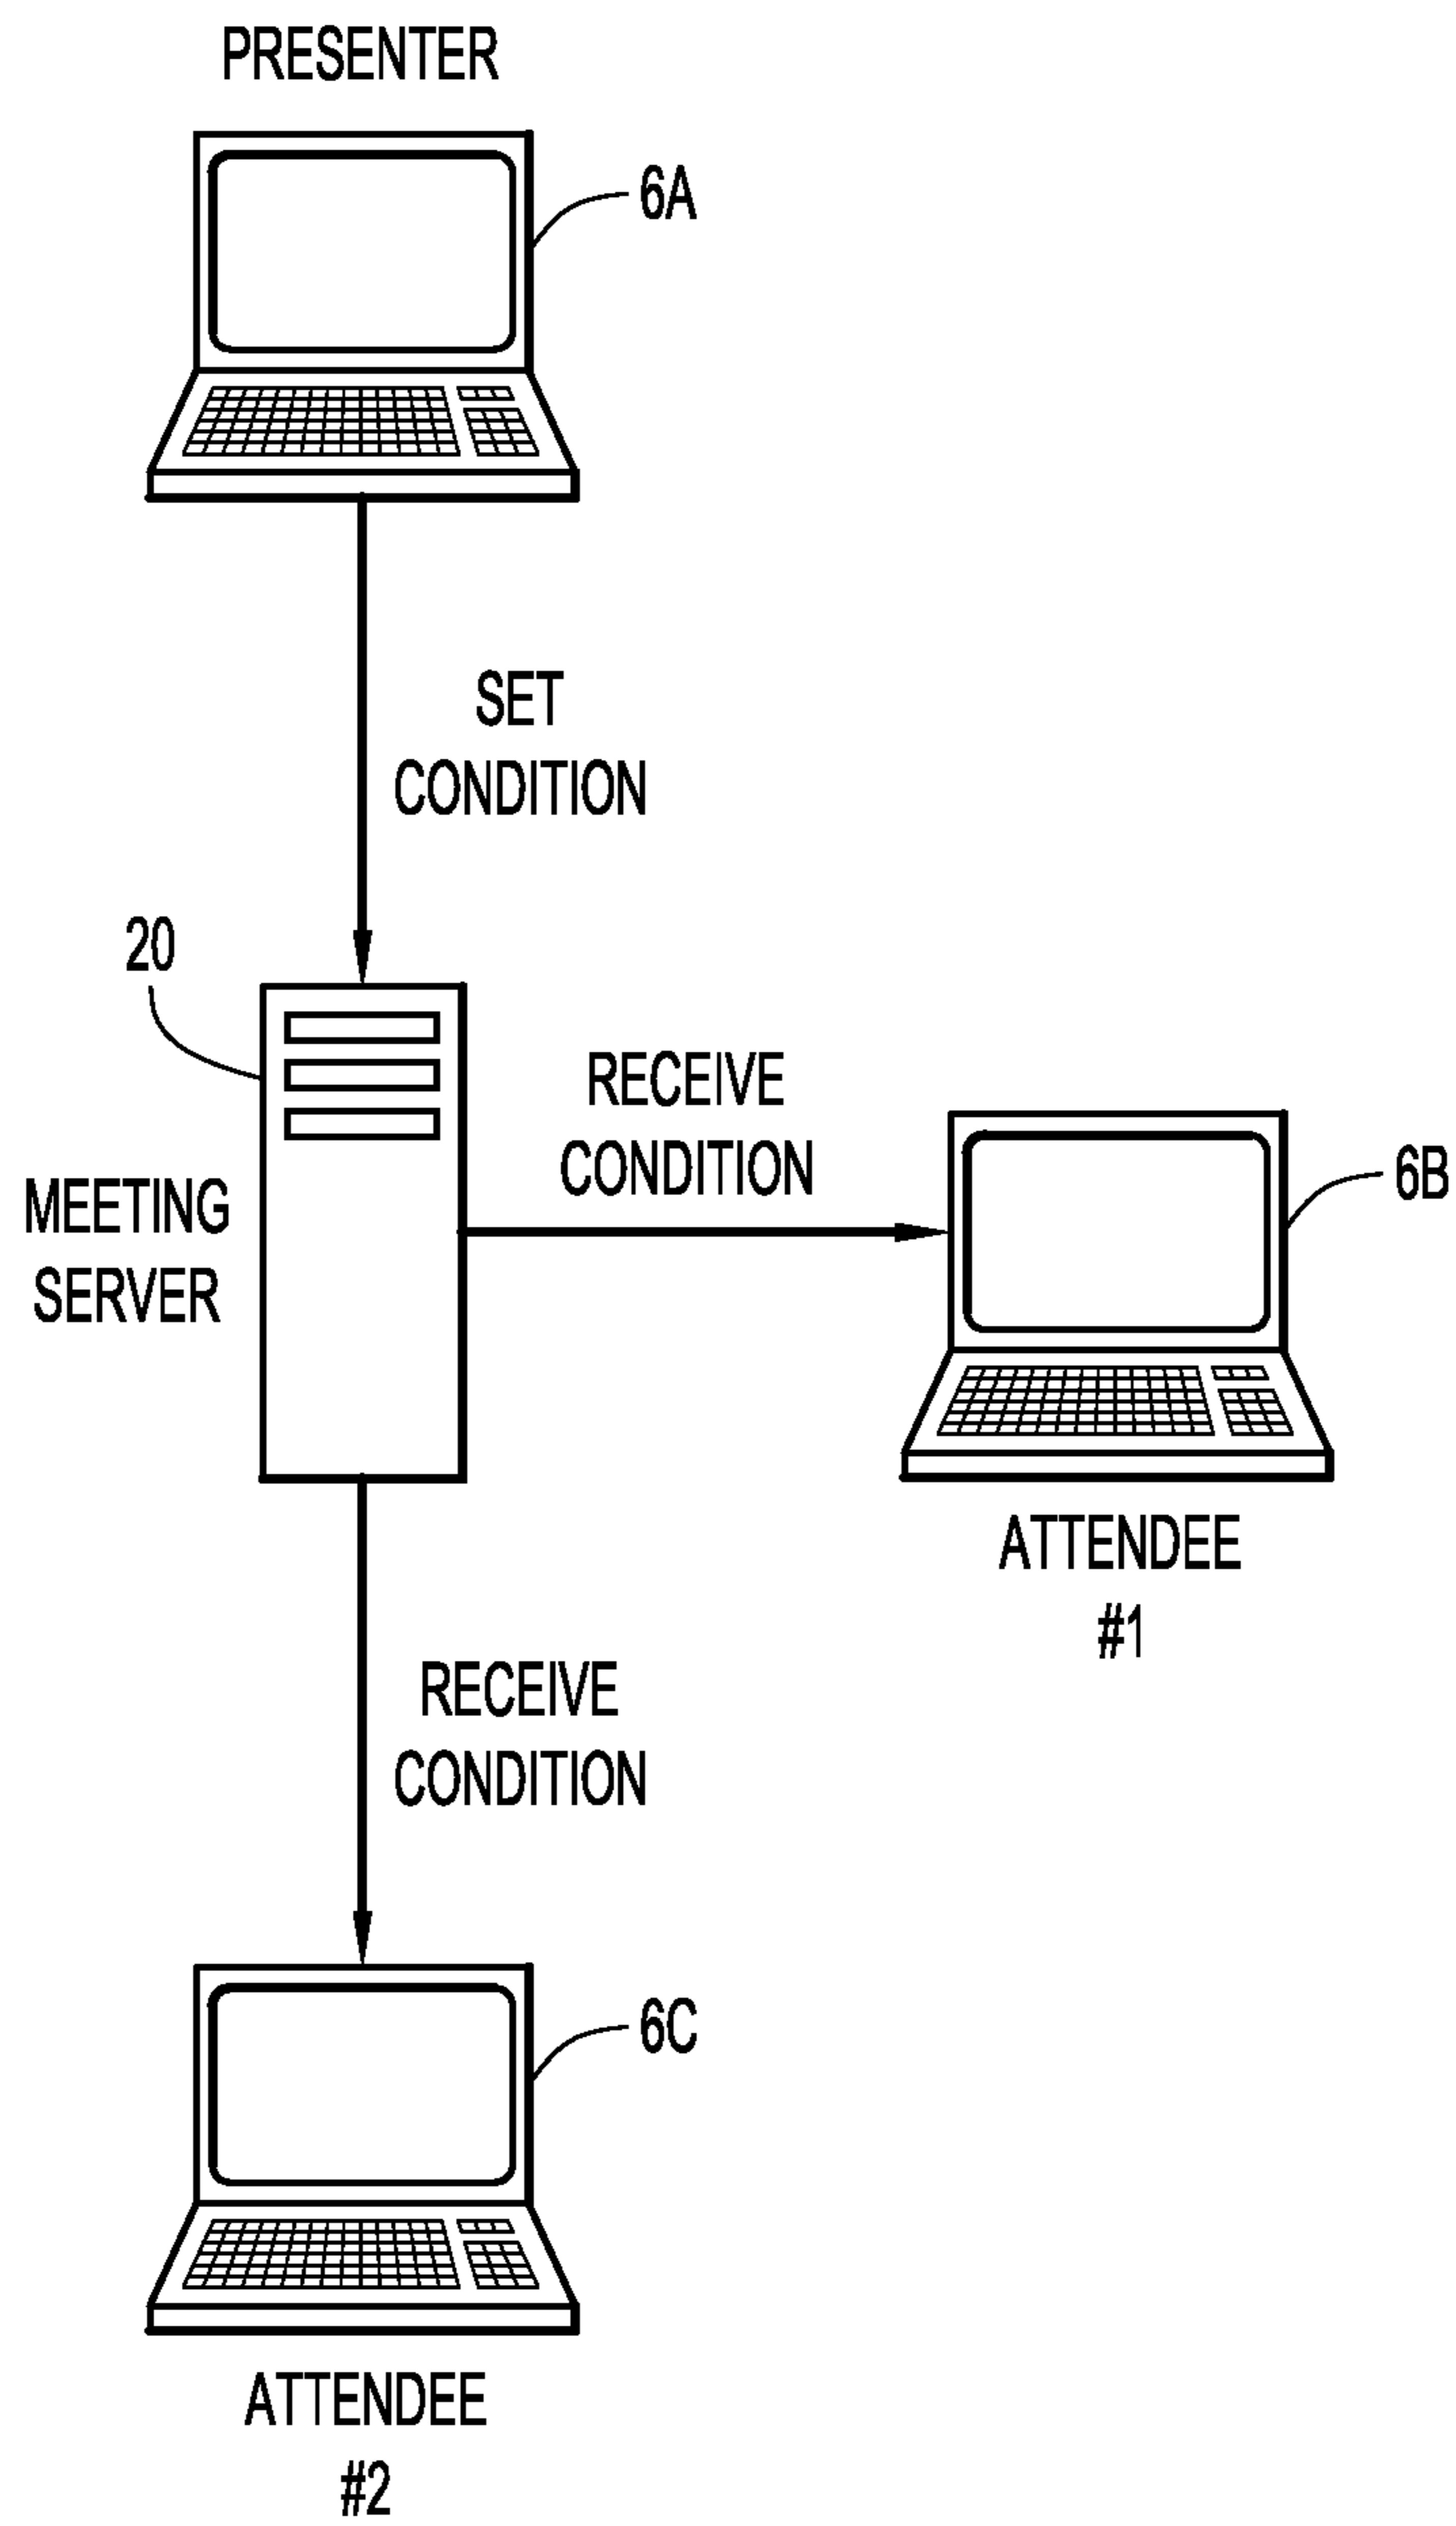 PRESENTER
6A
SET
CONDITION
20
MEETING
SERVER
RECEIVE
CONDITION
6B
ATTENDEE
#1
RECEIVE
CONDITION
6C
ATTENDEE
#2